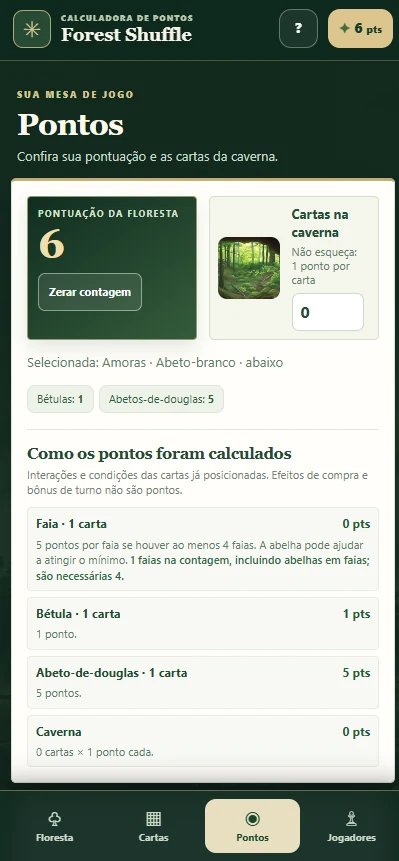 CALCULADORA DE PONTOS
Forest Shuffle
?
✦ 6 pts
SUA MESA DE JOGO
Pontos
Confira sua pontuação e as cartas da caverna.
PONTUAÇÃO DA FLORESTA
6
Zerar contagem
Cartas na
caverna
Não esqueça:
1 ponto por
carta
0
Selecionada: Amoras · Abeto-branco · abaixo
Bétulas: 1
Abetos-de-douglas: 5
Como os pontos foram calculados
Interações e condições das cartas já posicionadas. Efeitos de compra e
bônus de turno não são pontos.
Faia · 1 carta 0 pts
5 pontos por faia se houver ao menos 4 faias. A abelha pode ajudar
a atingir o mínimo. 1 faias na contagem, incluindo abelhas em faias;
são necessárias 4.
Bétula · 1 carta 1 pts
1 ponto.
Abeto-de-douglas · 1 carta 5 pts
5 pontos.
Caverna 0 pts
0 cartas × 1 ponto cada.
Floresta
Cartas
Pontos
Jogadores